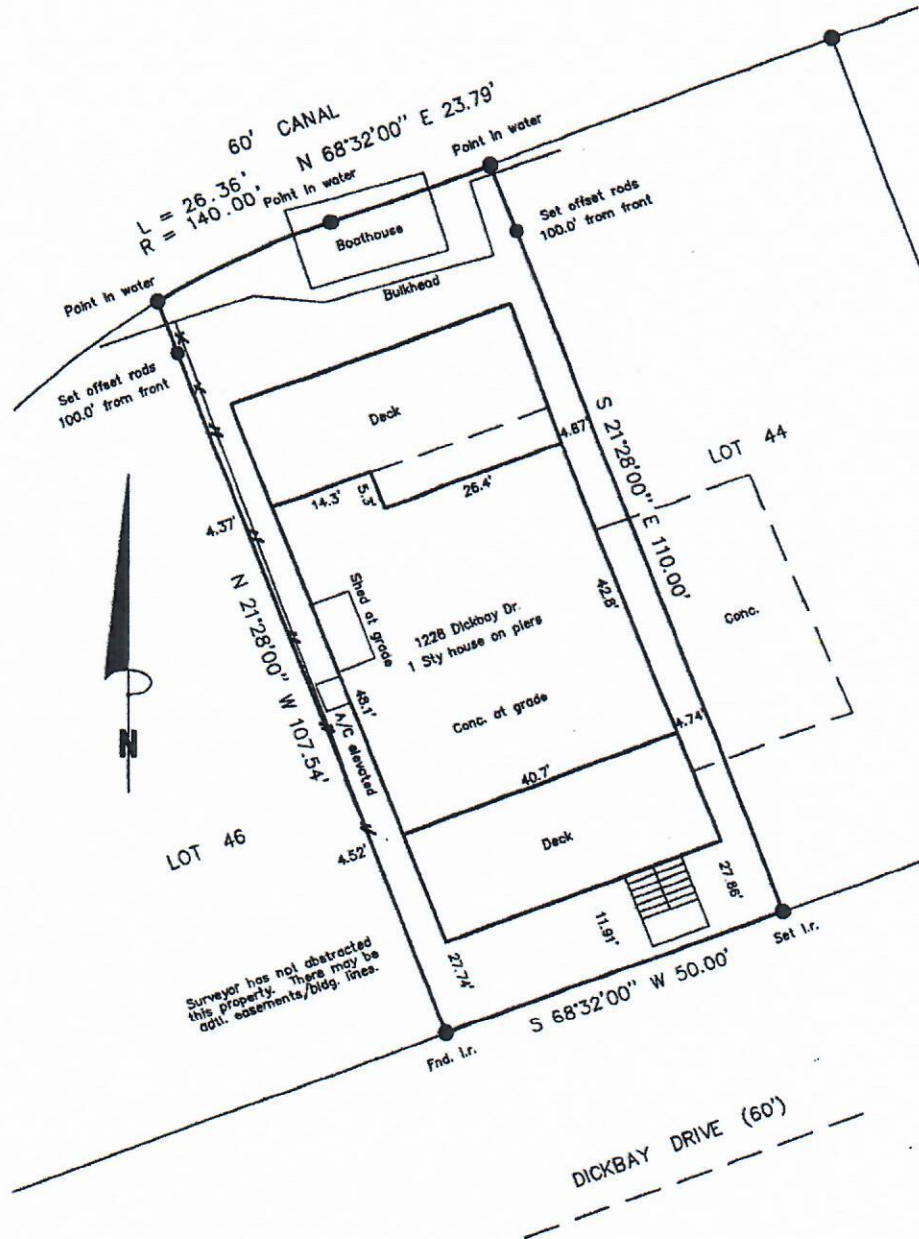 60' CANAL
N 68°32'00" E 23.79'
L = 26.36'
R = 140.00'
Point in water
Point in water
Point in water
Boathouse
Bulkhead
Set offset rods
100.0' from front
Set offset rods
100.0' from front
Deck
4.87'
14.3'
5.3'
26.4'
S 21°28'00" E 110.00'
LOT 44
Conc.
4.37'
N 21°28'00" W 107.54'
Shed at grade
1228 Dickbay Dr.
1 Sty house on piers
42.8'
48.1'
A/C elevated
Conc. at grade
4.74'
40.7'
N
LOT 46
4.52'
Deck
27.86'
11.91'
27.74'
Surveyor has not abstracted
this property. There may be
adtl. easements/bldg. lines.
Set i.r.
S 68°32'00" W 50.00'
Fnd. i.r.
DICKBAY DRIVE (60')